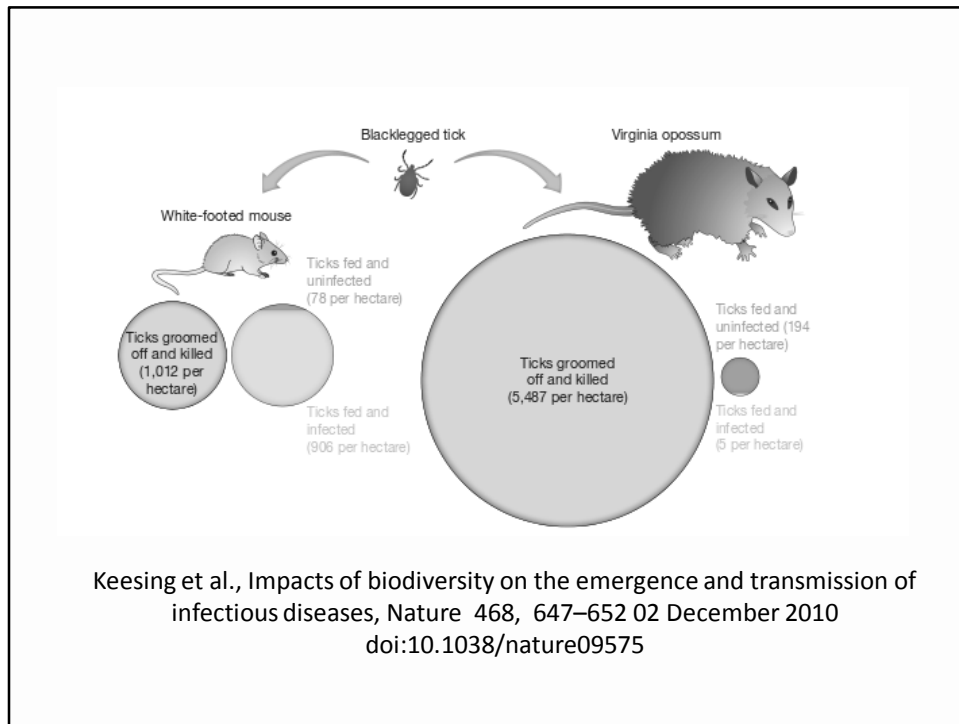 Blacklegged tick
Virginia opossum
White-footed mouse
Ticks fed and
uninfected
(78 per hectare)
Ticks groomed
off and killed
(1,012 per
hectare)
Ticks fed and
infected
(906 per hectare)
Ticks groomed
off and killed
(5,487 per hectare)
Ticks fed and
uninfected (194
per hectare)
Ticks fed and
infected
(5 per hectare)
Keesing et al., Impacts of biodiversity on the emergence and transmission of
infectious diseases, Nature 468, 647–652 02 December 2010
doi:10.1038/nature09575